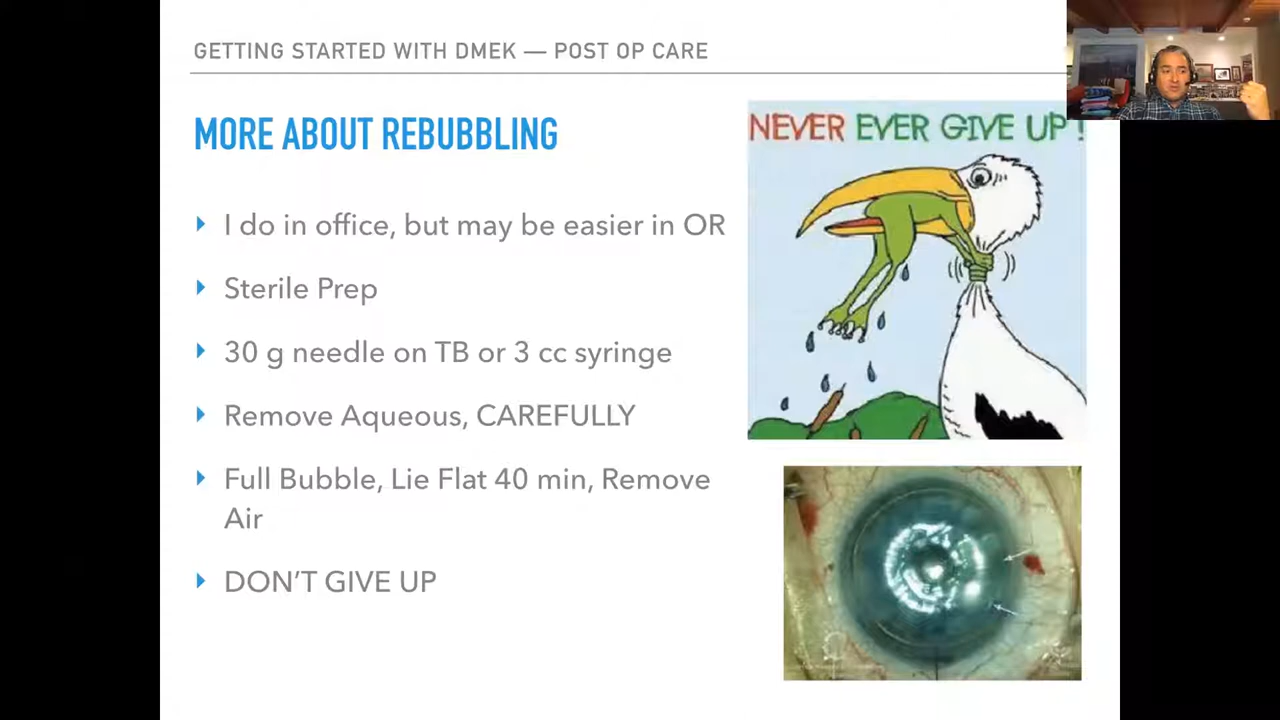 GETTING STARTED WITH DMEK — POST OP CARE
MORE ABOUT REBUBBLING
I do in office, but may be easier in OR
Sterile Prep
30 g needle on TB or 3 cc syringe
Remove Aqueous, CAREFULLY
Full Bubble, Lie Flat 40 min, Remove
Air
DON’T GIVE UP
NEVER EVER GIVE UP !